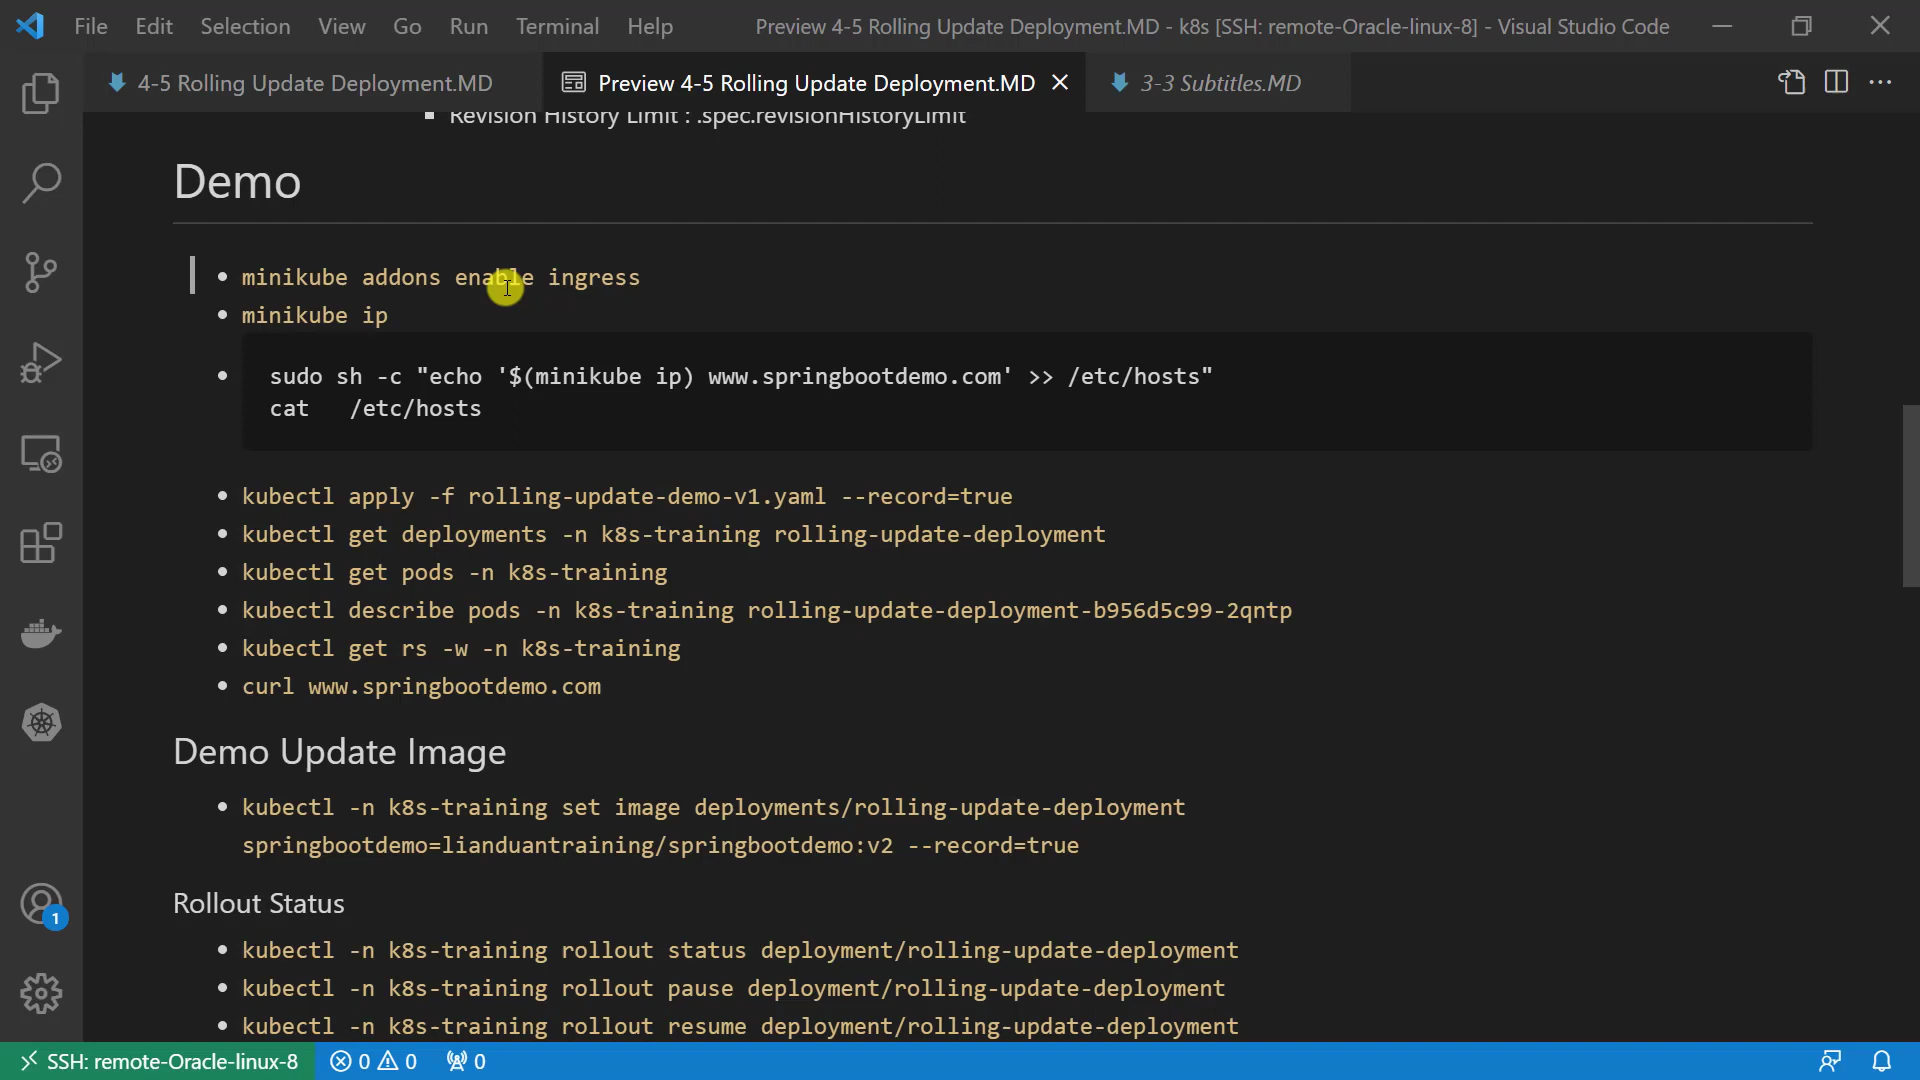 File Edit Selection View Go Run Terminal Help
Preview 4-5 Rolling Update Deployment.MD - k8s [SSH: remote-Oracle-linux-8] - Visual Studio Code
4-5 Rolling Update Deployment.MD
Preview 4-5 Rolling Update Deployment.MD
3-3 Subtitles.MD
Revision History Limit : .spec.revisionHistoryLimit
Demo
minikube addons enable ingress
minikube ip
sudo sh -c "echo '$(minikube ip) www.springbootdemo.com' >> /etc/hosts"
cat   /etc/hosts
kubectl apply -f rolling-update-demo-v1.yaml --record=true
kubectl get deployments -n k8s-training rolling-update-deployment
kubectl get pods -n k8s-training
kubectl describe pods -n k8s-training rolling-update-deployment-b956d5c99-2qntp
kubectl get rs -w -n k8s-training
curl www.springbootdemo.com
Demo Update Image
kubectl -n k8s-training set image deployments/rolling-update-deployment
springbootdemo=lianduantraining/springbootdemo:v2 --record=true
Rollout Status
kubectl -n k8s-training rollout status deployment/rolling-update-deployment
kubectl -n k8s-training rollout pause deployment/rolling-update-deployment
kubectl -n k8s-training rollout resume deployment/rolling-update-deployment
1
SSH: remote-Oracle-linux-8 0 0 0